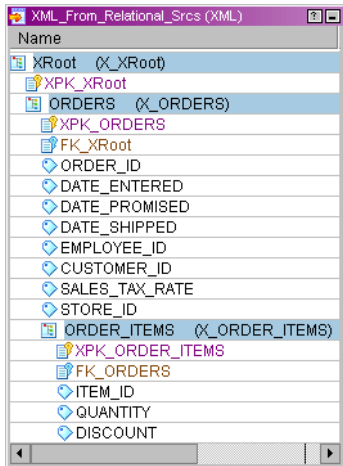 XML_From_Relational_Srcs (XML)
Name
XRoot (X_XRoot)
XPK_XRoot
ORDERS (X_ORDERS)
XPK_ORDERS
FK_XRoot
ORDER_ID
DATE_ENTERED
DATE_PROMISED
DATE_SHIPPED
EMPLOYEE_ID
CUSTOMER_ID
SALES_TAX_RATE
STORE_ID
ORDER_ITEMS (X_ORDER_ITEMS)
XPK_ORDER_ITEMS
FK_ORDERS
ITEM_ID
QUANTITY
DISCOUNT